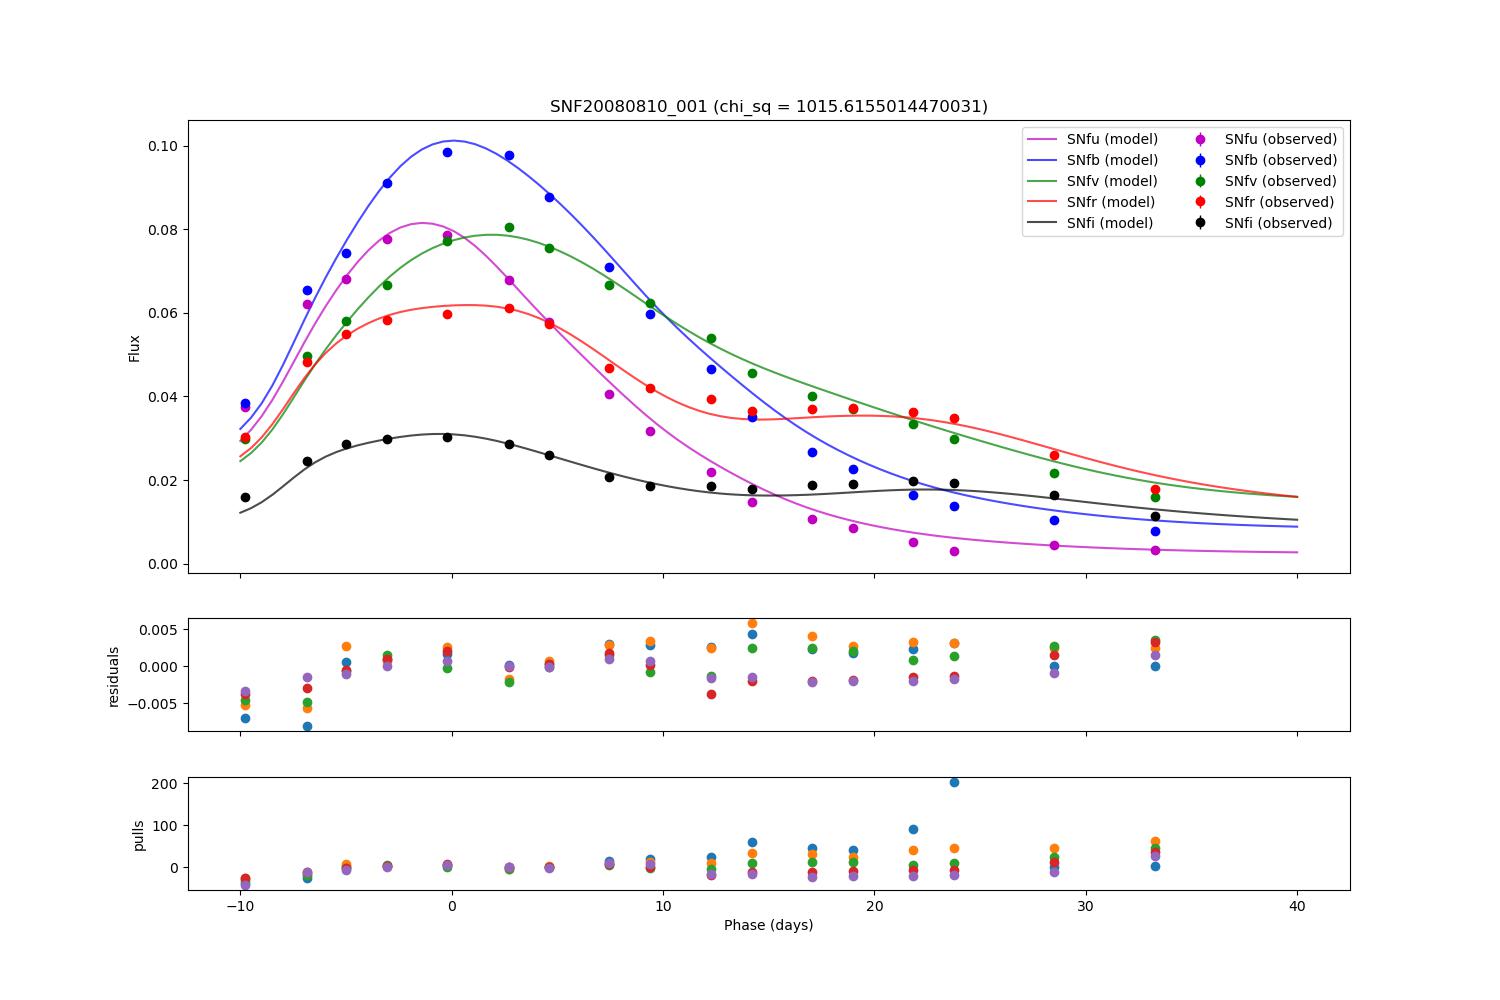 SNF20080810_001 (chi_sq = 1015.6155014470031)
SNfu (model) SNfu (observed)
SNfb (model) SNfb (observed)
SNfv (model) SNfv (observed)
SNfr (model) SNfr (observed)
SNfi (model) SNfi (observed)
Flux
0.10
0.08
0.06
0.04
0.02
0.00
residuals
0.005
0.000
−0.005
pulls
200
100
0
−10 0 10 20 30 40
Phase (days)